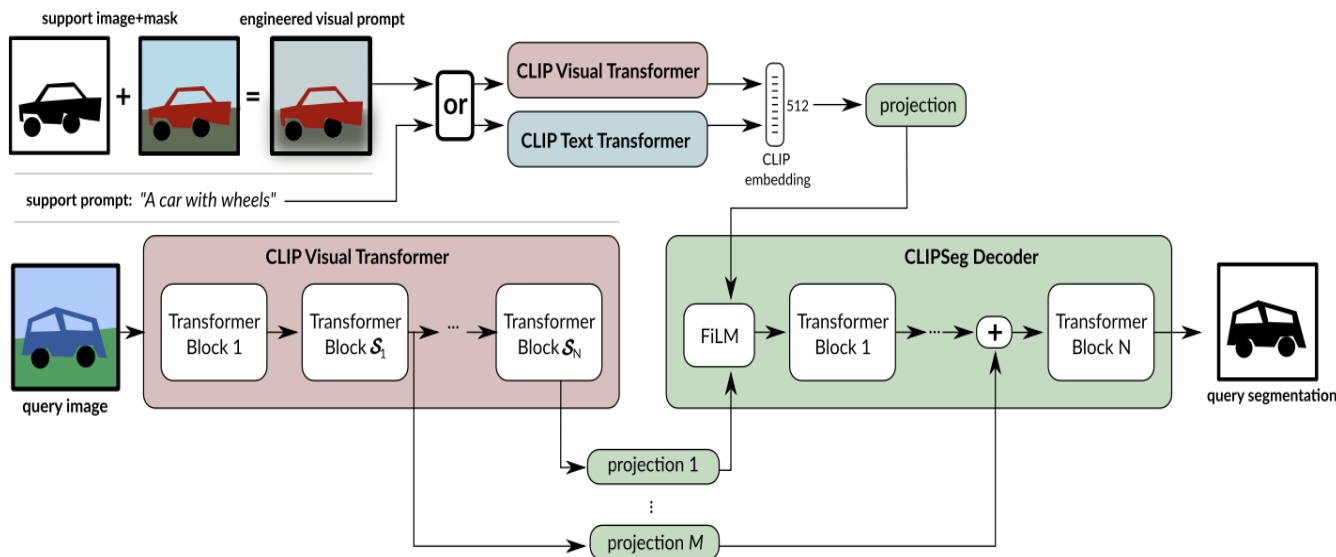 support image+mask
engineered visual prompt
+
=
or
CLIP Visual Transformer
CLIP Text Transformer
512
CLIP
embedding
projection
support prompt: "A car with wheels"
CLIP Visual Transformer
Transformer
Block 1
Transformer
Block S₁
...
Transformer
Block S_N
query image
CLIPSeg Decoder
FiLM
Transformer
Block 1
...
+
Transformer
Block N
query segmentation
projection 1
⋮
projection M